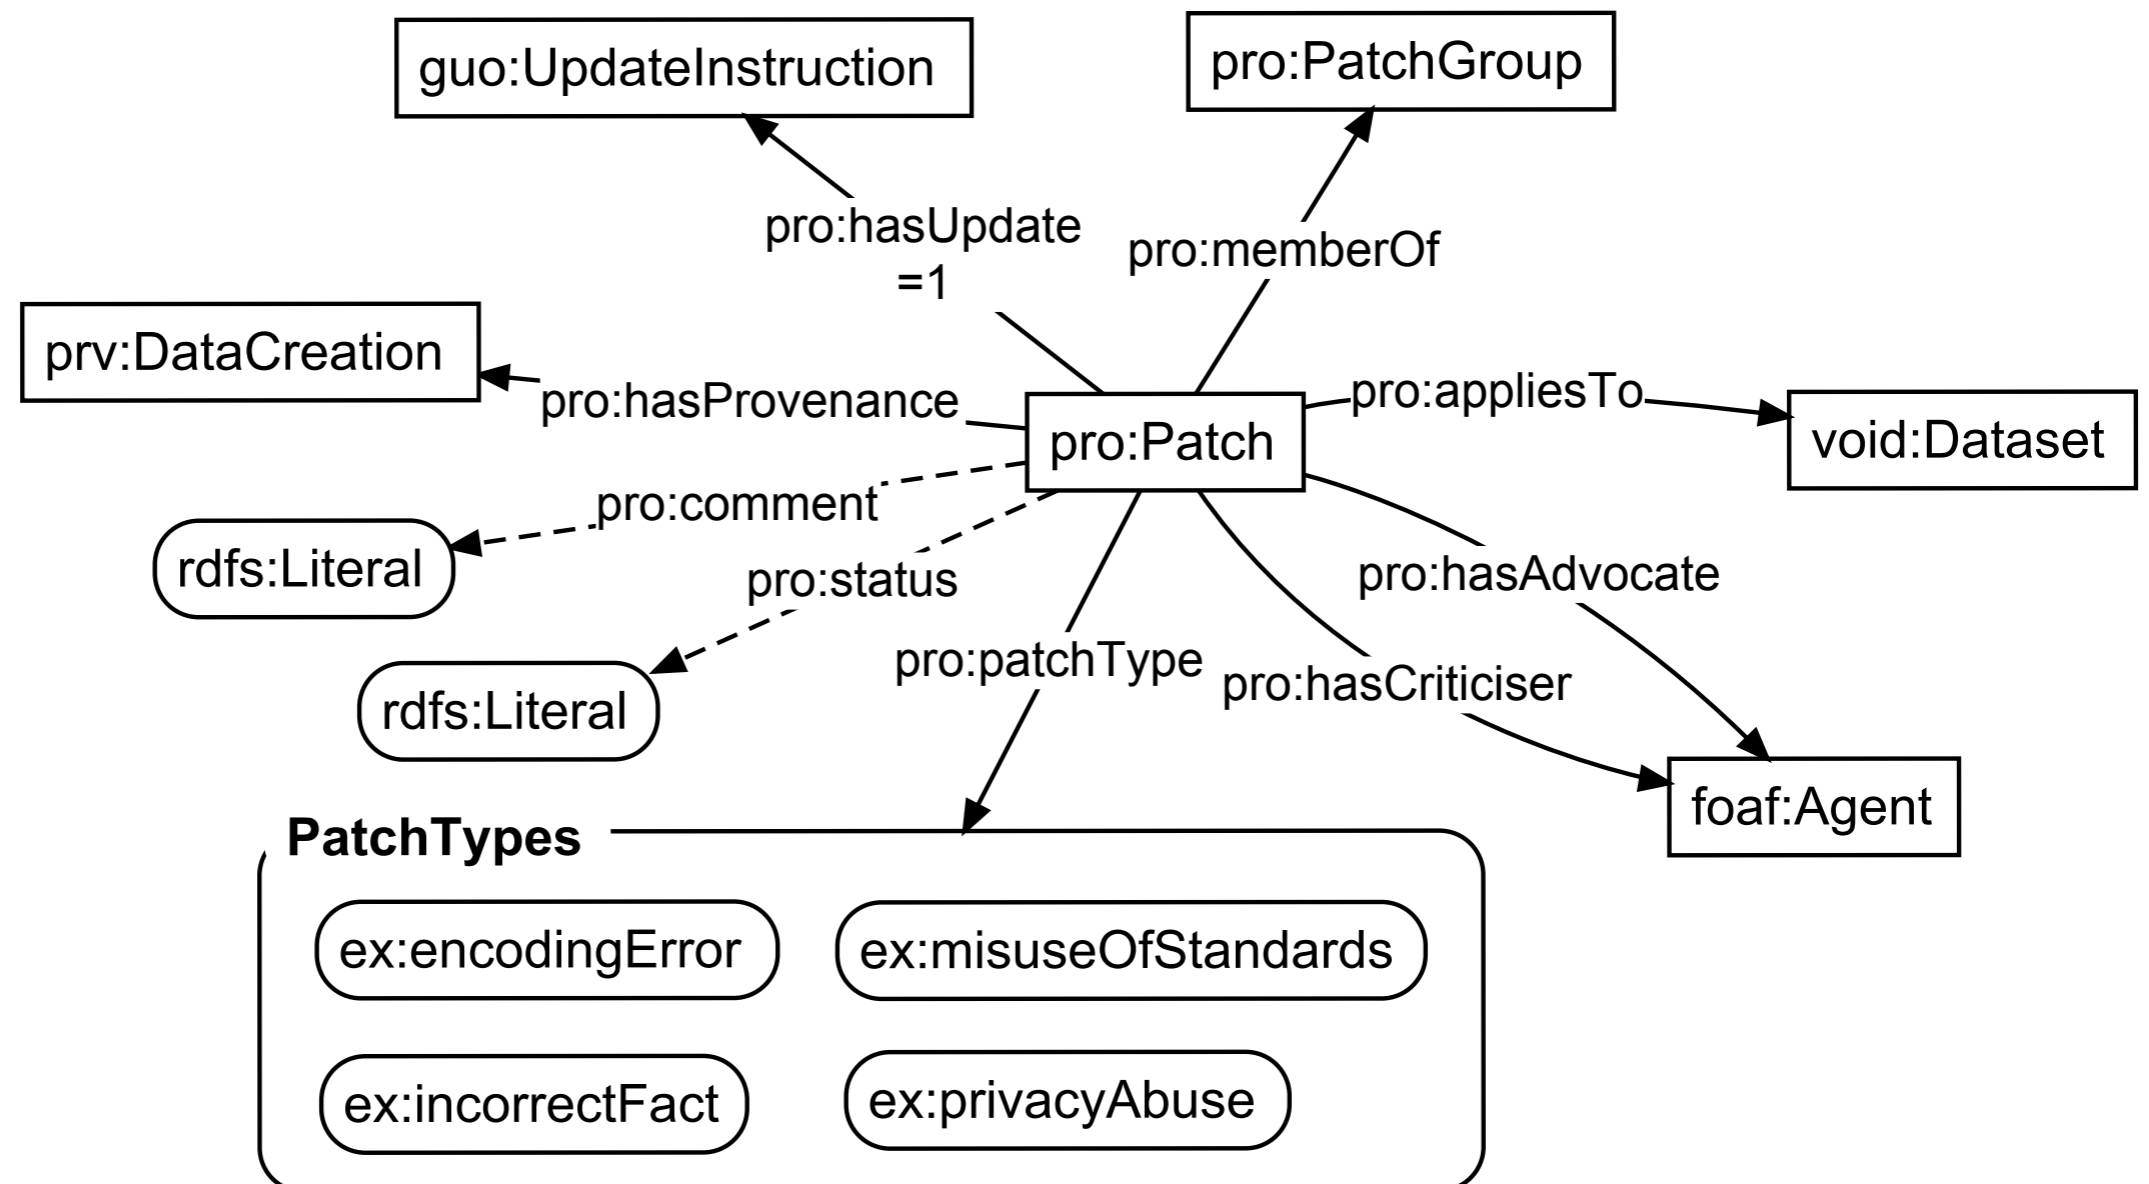 guo:UpdateInstruction
pro:PatchGroup
pro:hasUpdate
=1
pro:memberOf
prv:DataCreation
pro:hasProvenance
pro:Patch
pro:appliesTo
void:Dataset
pro:comment
rdfs:Literal
pro:status
pro:hasAdvocate
rdfs:Literal
pro:patchType
pro:hasCriticiser
foaf:Agent
PatchTypes
ex:encodingError
ex:misuseOfStandards
ex:incorrectFact
ex:privacyAbuse